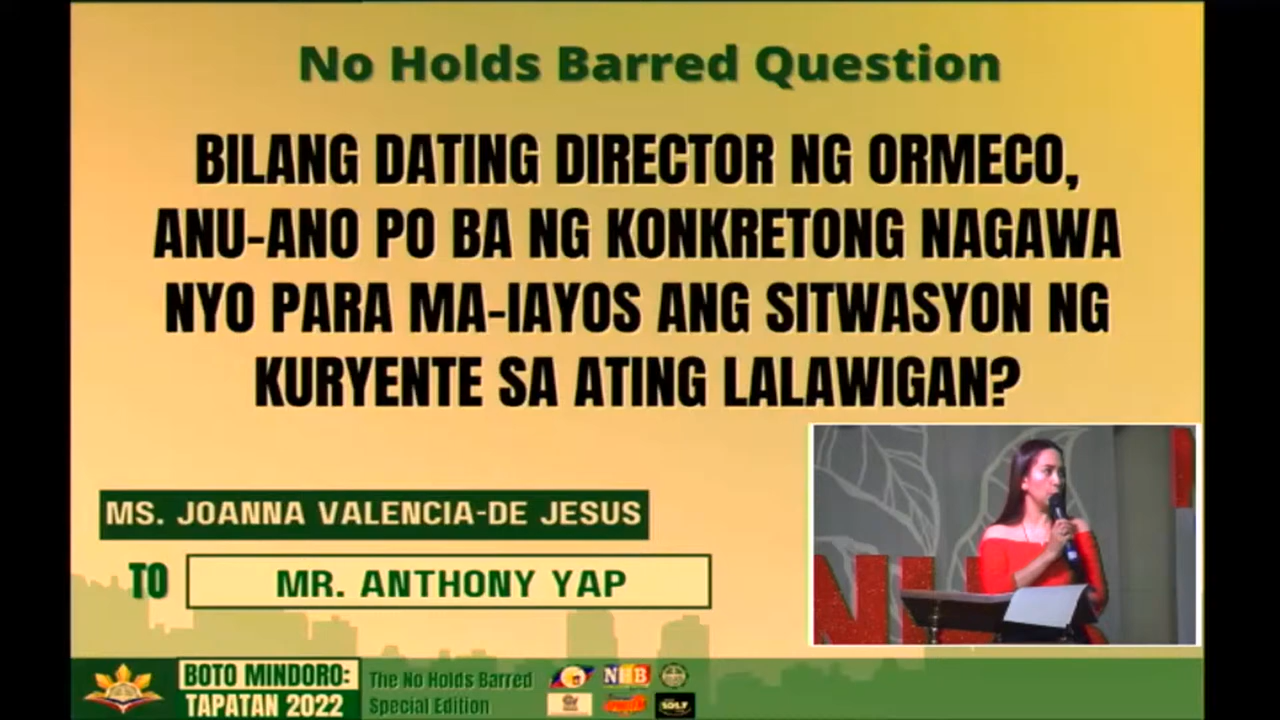 No Holds Barred Question
BILANG DATING DIRECTOR NG ORMECO,
ANU-ANO PO BA NG KONKRETONG NAGAWA
NYO PARA MA-IAYOS ANG SITWASYON NG
KURYENTE SA ATING LALAWIGAN?
MS. JOANNA VALENCIA-DE JESUS
TO MR. ANTHONY YAP
BOTO MINDORO:
TAPATAN 2022
The No Holds Barred
Special Edition
NHB